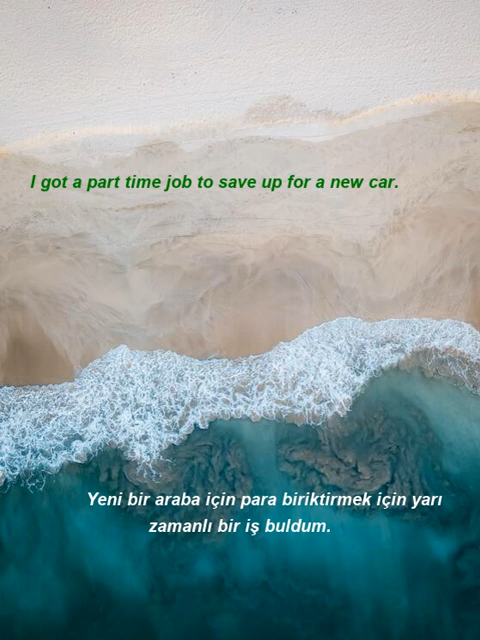 I got a part time job to save up for a new car.
Yeni bir araba için para biriktirmek için yarı
zamanlı bir iş buldum.